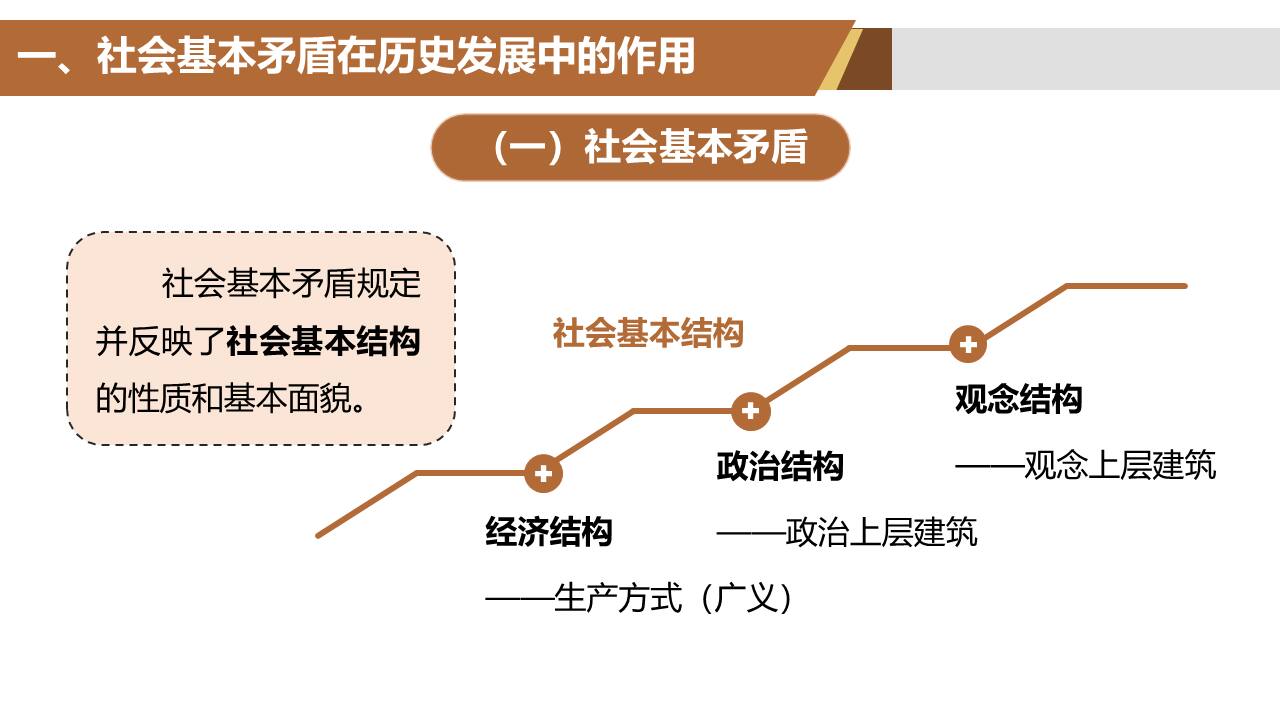 一、社会基本矛盾在历史发展中的作用
（一）社会基本矛盾
社会基本矛盾规定
并反映了社会基本结构
的性质和基本面貌。
社会基本结构
观念结构
——观念上层建筑
政治结构
——政治上层建筑
经济结构
——生产方式（广义）